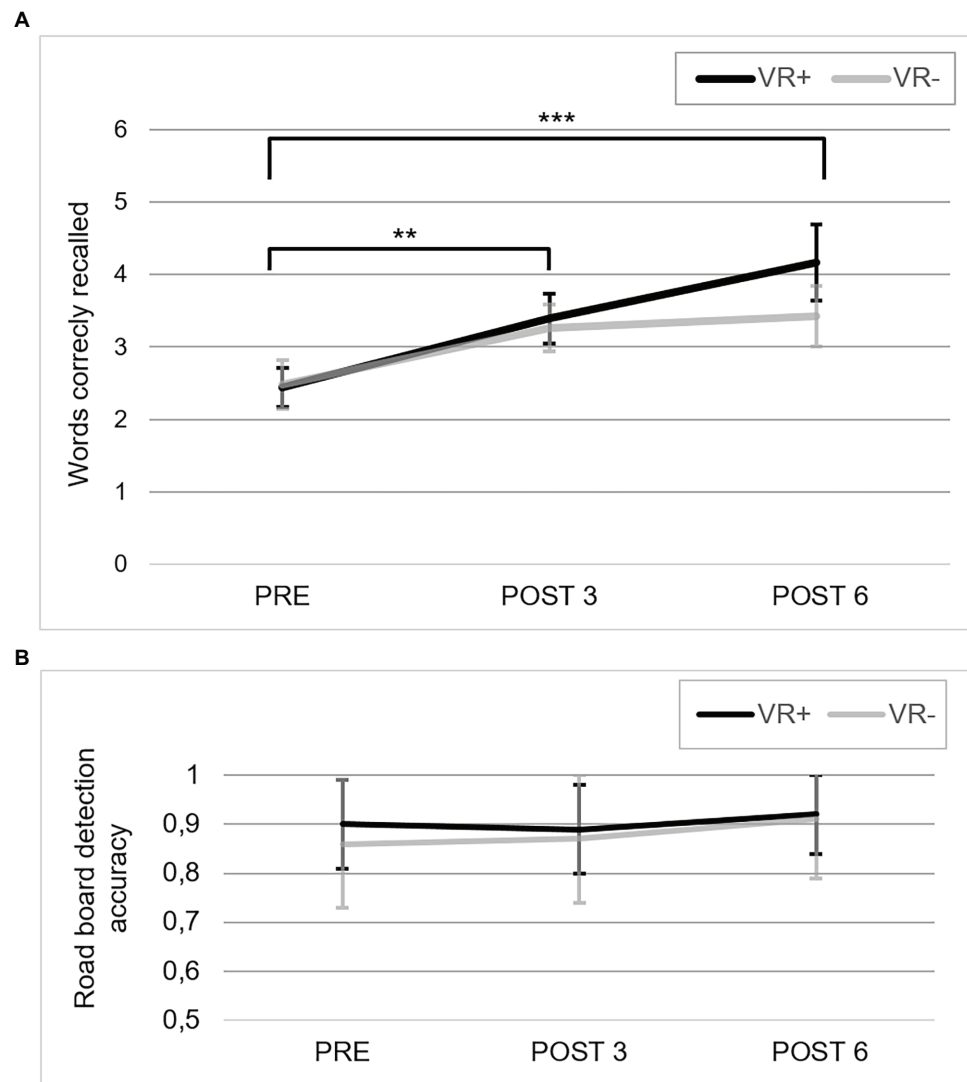 A
VR+ VR-
***
6
5
**
4
3
2
1
0
Words correcly recalled
PRE POST 3 POST 6
B
VR+ VR-
1
0,9
0,8
0,7
0,6
0,5
Road board detection
accuracy
PRE POST 3 POST 6